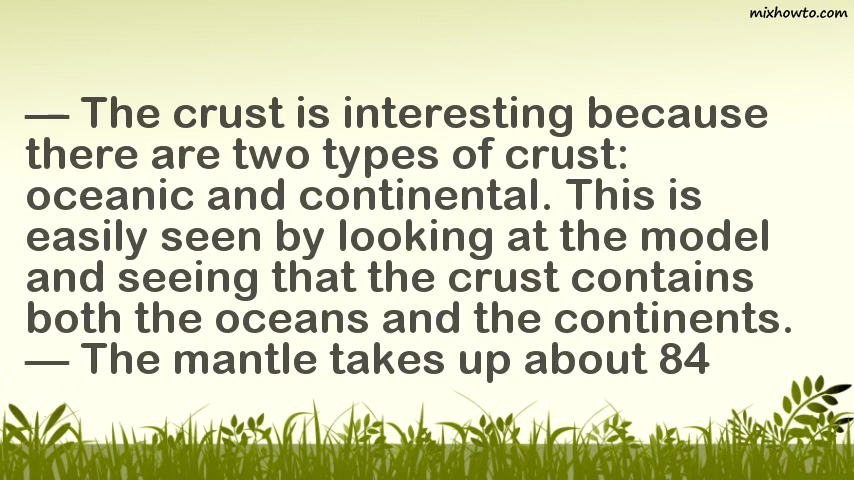 mixhowto.com
— The crust is interesting because
there are two types of crust:
oceanic and continental. This is
easily seen by looking at the model
and seeing that the crust contains
both the oceans and the continents.
— The mantle takes up about 84